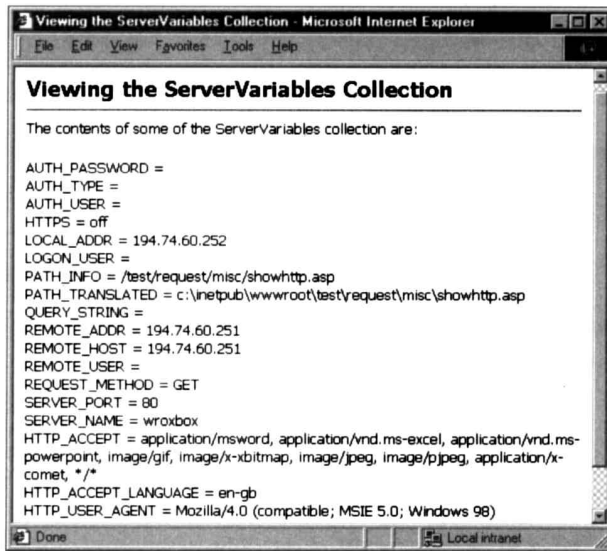 Viewing the ServerVariables Collection - Microsoft Internet Explorer
File Edit View Favorites Tools Help
Viewing the ServerVariables Collection
The contents of some of the ServerVariables collection are:
AUTH_PASSWORD =
AUTH_TYPE =
AUTH_USER =
HTTPS = off
LOCAL_ADDR = 194.74.60.252
LOGON_USER =
PATH_INFO = /test/request/misc/showhttp.asp
PATH_TRANSLATED = c:\inetpub\wwwroot\test\request\misc\showhttp.asp
QUERY_STRING =
REMOTE_ADDR = 194.74.60.251
REMOTE_HOST = 194.74.60.251
REMOTE_USER =
REQUEST_METHOD = GET
SERVER_PORT = 80
SERVER_NAME = wroxbox
HTTP_ACCEPT = application/msword, application/vnd.ms-excel, application/vnd.ms-
powerpoint, image/gif, image/x-xbitmap, image/jpeg, image/pjpeg, application/x-
comet, */*
HTTP_ACCEPT_LANGUAGE = en-gb
HTTP_USER_AGENT = Mozilla/4.0 (compatible; MSIE 5.0; Windows 98)
Done Local intranet